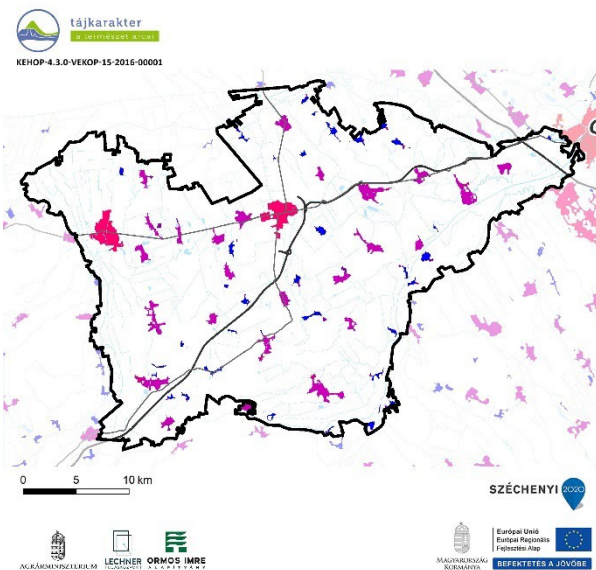 tájkarakter
a természet arcai
KEHOP-4.3.0-VEKOP-15-2016-00001
0 5 10 km
SZÉCHENYI 2020
AGRÁRMINISZTÉRIUM
LECHNER
TUDÁSKÖZPONT
ORMOS IMRE
ALAPÍTVÁNY
MAGYARORSZÁG
KORMÁNYA
Európai Unió
Európai Regionális
Fejlesztési Alap
BEFEKTETÉS A JÖVŐBE